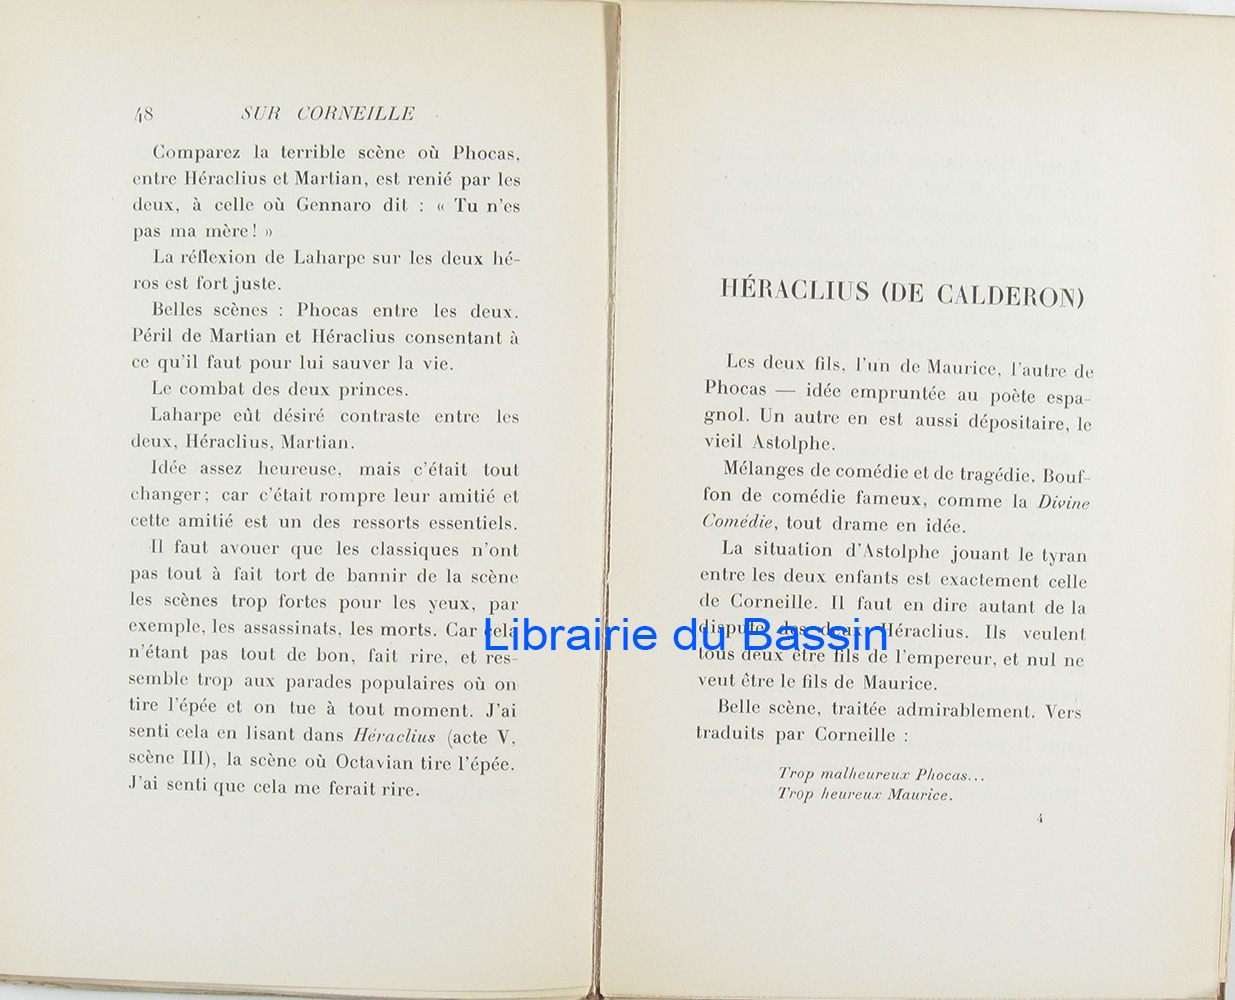 48 SUR CORNEILLE
Comparez la terrible scène où Phocas,
entre Héraclius et Martian, est renié par les
deux, à celle où Gennaro dit : « Tu n'es
pas ma mère ! »
La réflexion de Laharpe sur les deux hé-
ros est fort juste.
Belles scènes : Phocas entre les deux.
Péril de Martian et Héraclius consentant à
ce qu'il faut pour lui sauver la vie.
Le combat des deux princes.
Laharpe eût désiré contraste entre les
deux, Héraclius, Martian.
Idée assez heureuse, mais c'était tout
changer ; car c'était rompre leur amitié et
cette amitié est un des ressorts essentiels.
Il faut avouer que les classiques n'ont
pas tout à fait tort de bannir de la scène
les scènes trop fortes pour les yeux, par
exemple, les assassinats, les morts. Car cela
n'étant pas tout de bon, fait rire, et res-
semble trop aux parades populaires où on
tire l'épée et on tue à tout moment. J'ai
senti cela en lisant dans Héraclius (acte V,
scène III), la scène où Octavian tire l'épée.
J'ai senti que cela me ferait rire.
HÉRACLIUS (DE CALDERON)
Les deux fils, l'un de Maurice, l'autre de
Phocas — idée empruntée au poète espa-
gnol. Un autre en est aussi dépositaire, le
vieil Astolphe.
Mélanges de comédie et de tragédie. Bouf-
fon de comédie fameux, comme la Divine
Comédie, tout drame en idée.
La situation d'Astolphe jouant le tyran
entre les deux enfants est exactement celle
de Corneille. Il faut en dire autant de la
dispute des deux Héraclius. Ils veulent
tous deux être fils de l'empereur, et nul ne
veut être le fils de Maurice.
Belle scène, traitée admirablement. Vers
traduits par Corneille :
Trop malheureux Phocas...
Trop heureux Maurice.
4
Librairie du Bassin